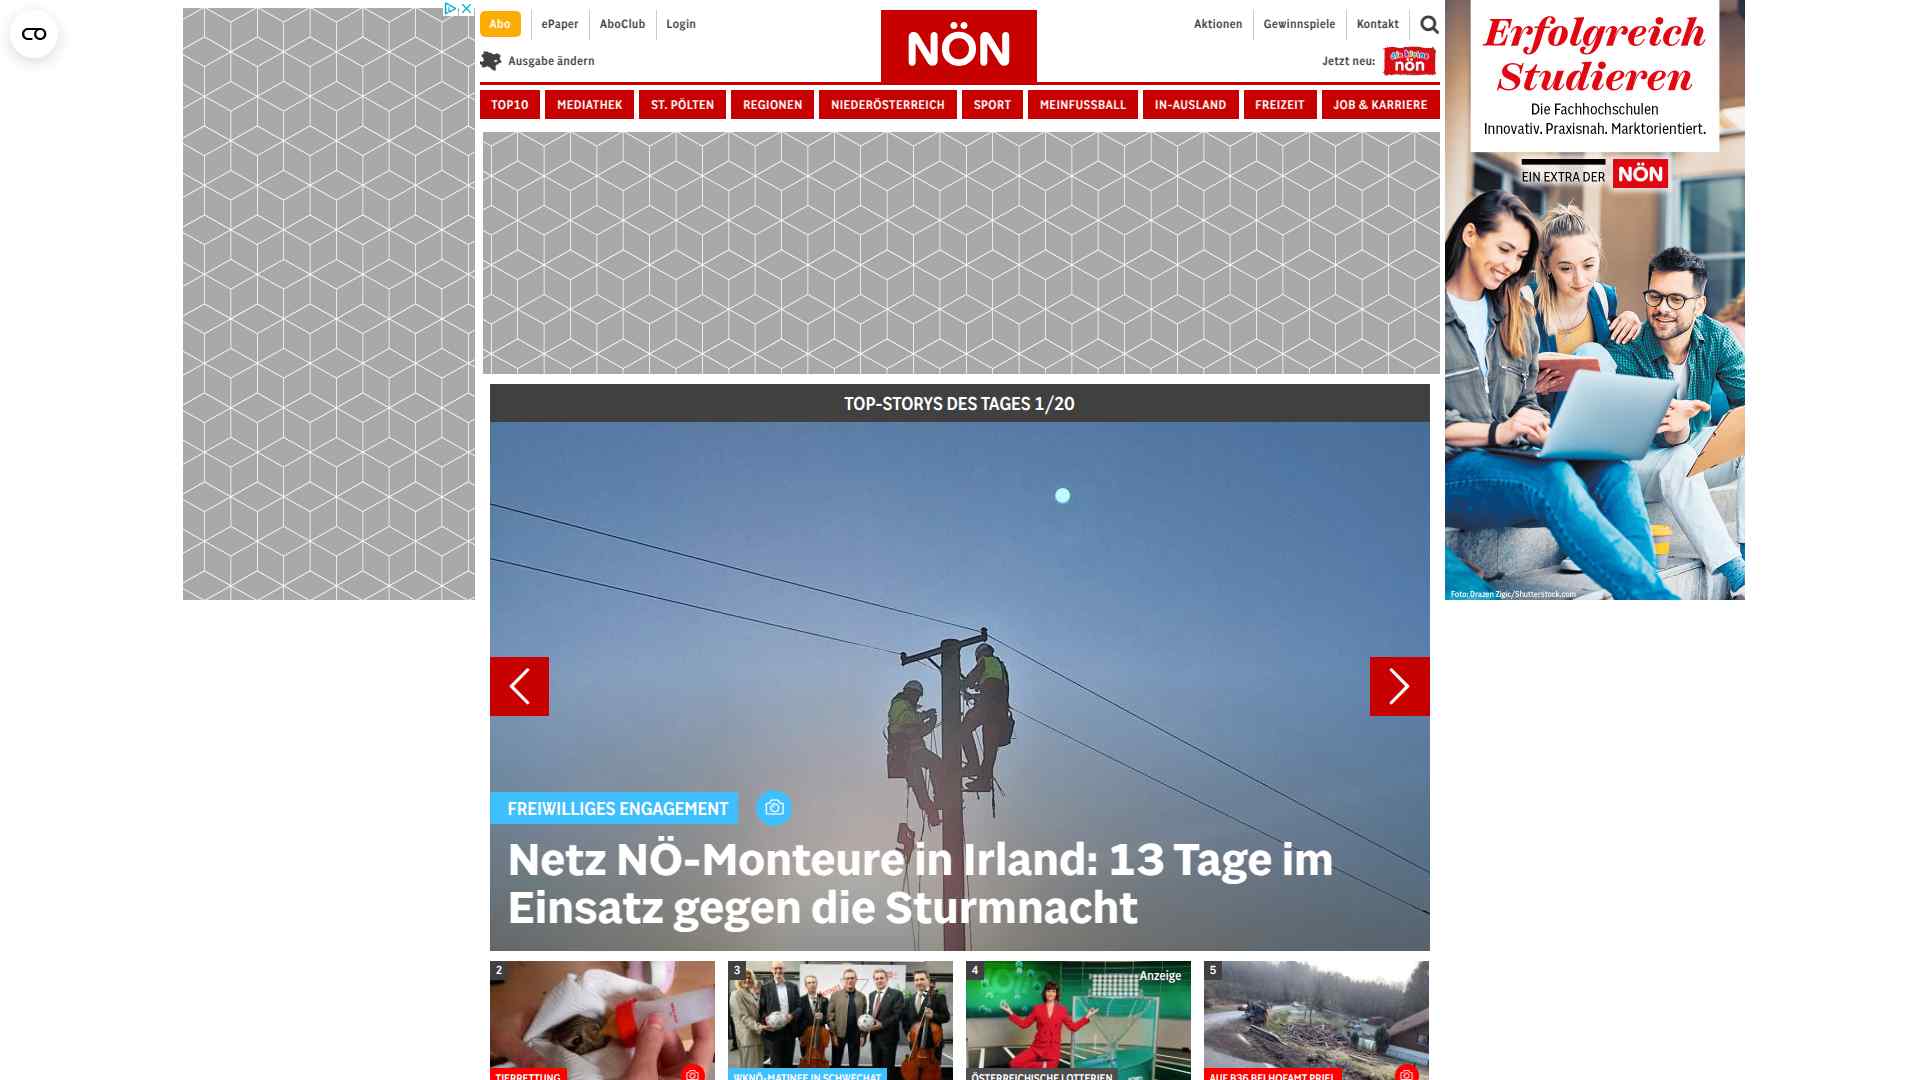 Abo
ePaper
AboClub
Login
NÖN
Aktionen
Gewinnspiele
Kontakt
Ausgabe ändern
Jetzt neu:
die kleine
nön
TOP10
MEDIATHEK
ST. PÖLTEN
REGIONEN
NIEDERÖSTERREICH
SPORT
MEINFUSSBALL
IN-AUSLAND
FREIZEIT
JOB & KARRIERE
Erfolgreich
Studieren
Die Fachhochschulen
Innovativ. Praxisnah. Marktorientiert.
EIN EXTRA DER NÖN
Foto: Drazen Zigic/Shutterstock.com
TOP-STORYS DES TAGES 1/20
FREIWILLIGES ENGAGEMENT
Netz NÖ-Monteure in Irland: 13 Tage im
Einsatz gegen die Sturmnacht
2
TIERRETTUNG
3
WKNÖ-MATINEE IN SCHWECHAT
4
Anzeige
ÖSTERREICHISCHE LOTTERIEN
5
AUF B36 BEI HOFAMT PRIEL